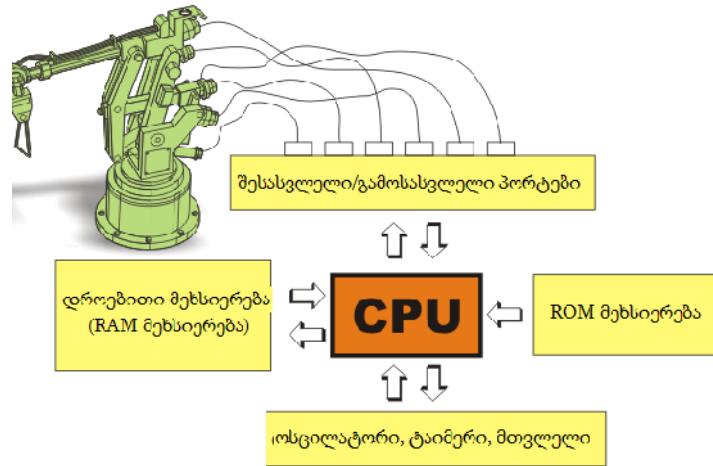 შესასვლელი/გამოსასვლელი პორტები
დროებითი მეხსიერება
(RAM მეხსიერება)
CPU
ROM მეხსიერება
ოსცილატორი, ტაიმერი, მთვლელი